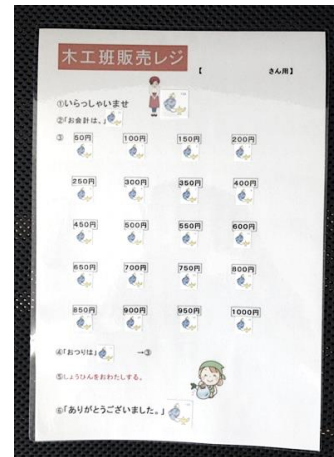 木工班販売レジ
【 さん用】
①いらっしゃいませ
②「お会計は。」
③ 50円 100円 150円 200円
250円 300円 350円 400円
450円 500円 550円 600円
650円 700円 750円 800円
850円 900円 950円 1000円
④「おつりは」 →③
⑤しょうひんをおわたしする。
⑥「ありがとうございました。」